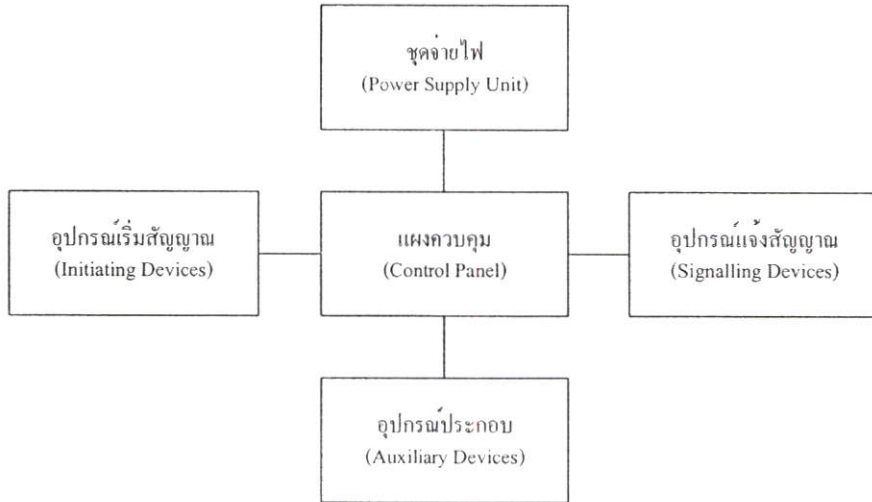 ชุดจ่ายไฟ
(Power Supply Unit)
อุปกรณ์เริ่มสัญญาณ
(Initiating Devices)
แผงควบคุม
(Control Panel)
อุปกรณ์แจ้งสัญญาณ
(Signalling Devices)
อุปกรณ์ประกอบ
(Auxiliary Devices)